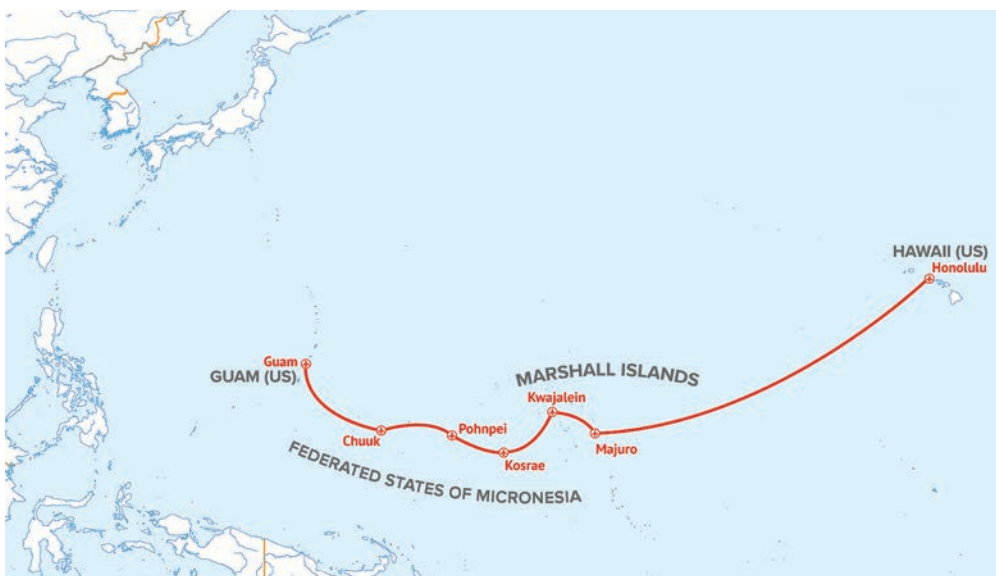 HAWAII (US)
Honolulu
Guam
GUAM (US)
MARSHALL ISLANDS
Kwajalein
Chuuk
Pohnpei
Majuro
Kosrae
FEDERATED STATES OF MICRONESIA